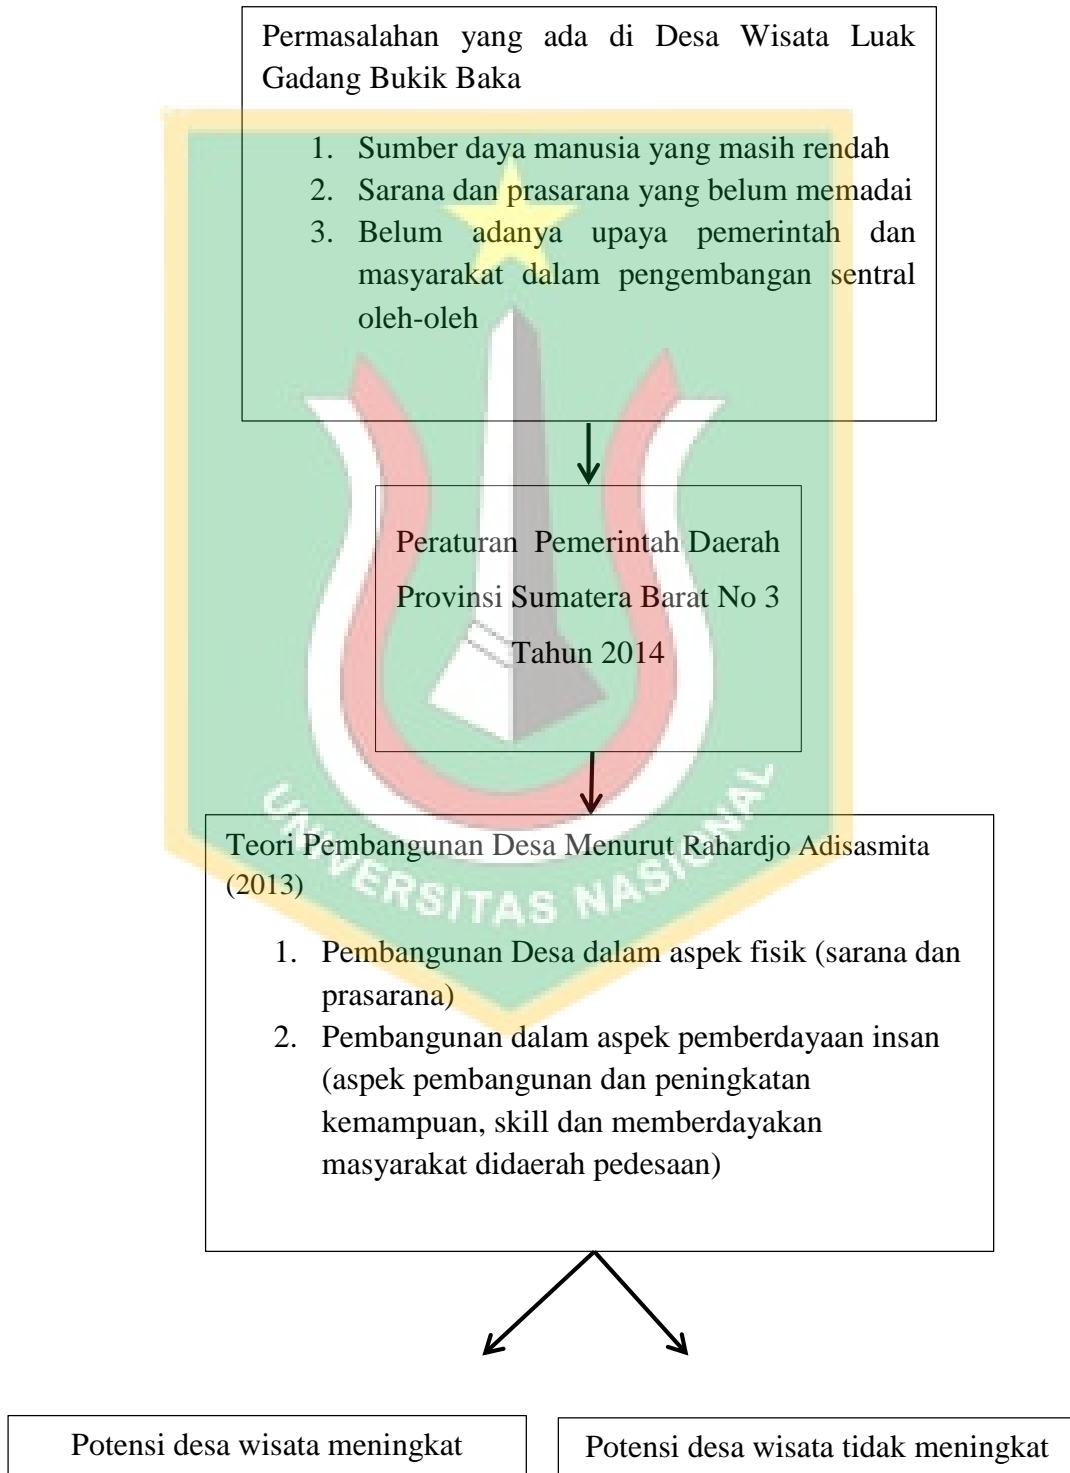 Permasalahan yang ada di Desa Wisata Luak
Gadang Bukik Baka
1. Sumber daya manusia yang masih rendah
2. Sarana dan prasarana yang belum memadai
3. Belum adanya upaya pemerintah dan
masyarakat dalam pengembangan sentral
oleh-oleh
Peraturan Pemerintah Daerah
Provinsi Sumatera Barat No 3
Tahun 2014
UNIVERSITAS NASIONAL
Teori Pembangunan Desa Menurut Rahardjo Adisasmita
(2013)
1. Pembangunan Desa dalam aspek fisik (sarana dan
prasarana)
2. Pembangunan dalam aspek pemberdayaan insan
(aspek pembangunan dan peningkatan
kemampuan, skill dan memberdayakan
masyarakat didaerah pedesaan)
Potensi desa wisata meningkat
Potensi desa wisata tidak meningkat